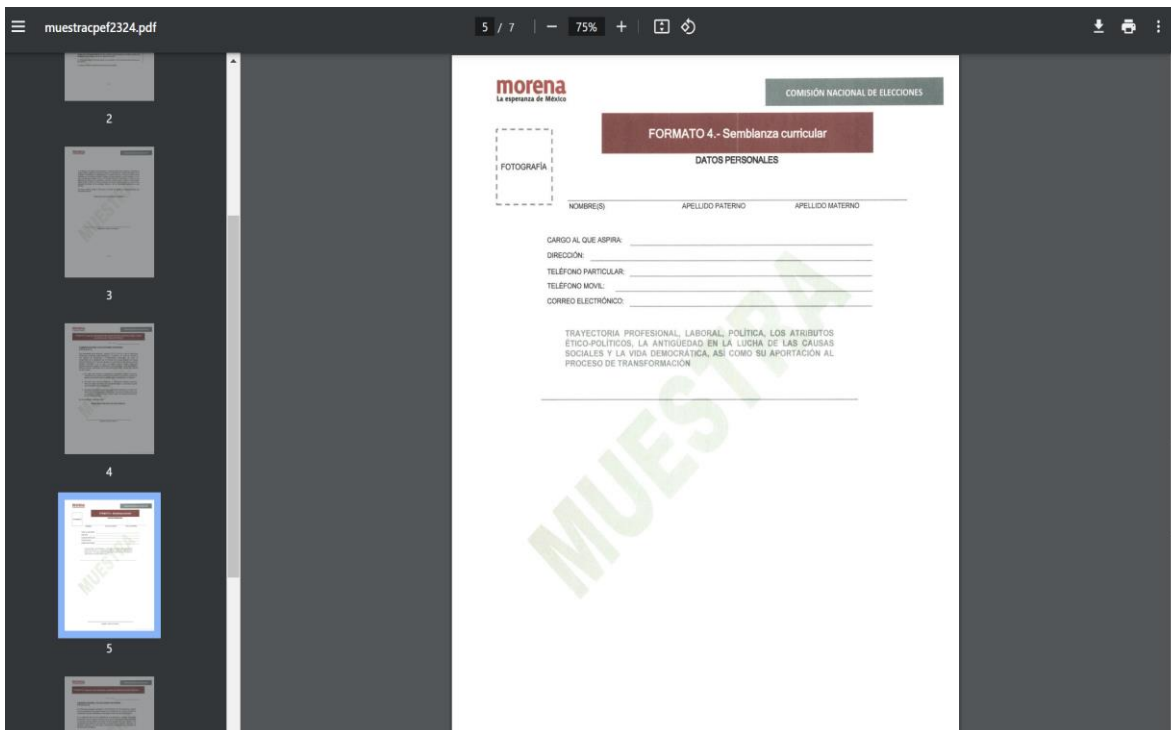 muestracpef2324.pdf
5 / 7
75%
2
3
4
5
morena
La esperanza de México
COMISIÓN NACIONAL DE ELECCIONES
FORMATO 4.- Semblanza curricular
FOTOGRAFÍA
DATOS PERSONALES
NOMBRE(S) APELLIDO PATERNO APELLIDO MATERNO
CARGO AL QUE ASPIRA:
DIRECCIÓN:
TELÉFONO PARTICULAR:
TELÉFONO MOVIL:
CORREO ELECTRÓNICO:
TRAYECTORIA PROFESIONAL, LABORAL, POLÍTICA, LOS ATRIBUTOS
ÉTICO-POLÍTICOS, LA ANTIGÜEDAD EN LA LUCHA DE LAS CAUSAS
SOCIALES Y LA VIDA DEMOCRÁTICA, ASÍ COMO SU APORTACIÓN AL
PROCESO DE TRANSFORMACIÓN
MUESTRA